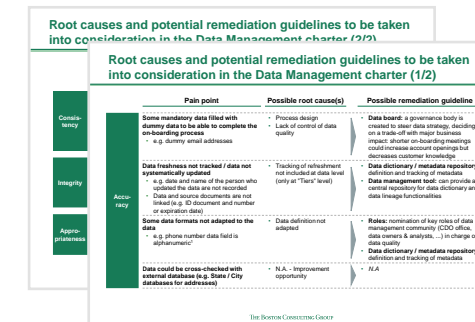 Root causes and potential remediation guidelines to be taken
into consideration in the Data Management charter (2/2)
Consis-
tency
Integrity
Appro-
priateness
Root causes and potential remediation guidelines to be taken
into consideration in the Data Management charter (1/2)
Pain point
Possible root cause(s)
Possible remediation guideline
Accu-
racy
Some mandatory data filled with
dummy data to be able to complete the
on-boarding process
• e.g. dummy email addresses
• Process design
• Lack of control of data
quality
• Data board: a governance body is
created to steer data strategy, deciding
on a trade-off with major business
impact: shorter on-boarding meetings
could increase account openings but
decreases customer knowledge
Data freshness not tracked / data not
systematically updated
• e.g. date and name of the person who
updated the data are not recorded
• Data and source documents are not
linked (e.g. ID document and number
or expiration date)
• Tracking of refreshment
not included at data level
(only at "Tiers" level)
• Data dictionary / metadata repository
definition and tracking of metadata
• Data management tool: can provide a
central repository for data dictionary an
data lineage functionalities
Some data formats not adapted to the
data
• e.g. phone number data field is
alphanumeric¹
• Data definition not
adapted
• Roles: nomination of key roles of data
management community (CDO office,
data owners & analysts, ...) in charge o
data quality
• Data dictionary / metadata repository
definition and tracking of metadata
Data could be cross-checked with
external database (e.g. State / City
databases for addresses)
• N.A. - Improvement
opportunity
• N/A
The Boston Consulting Group